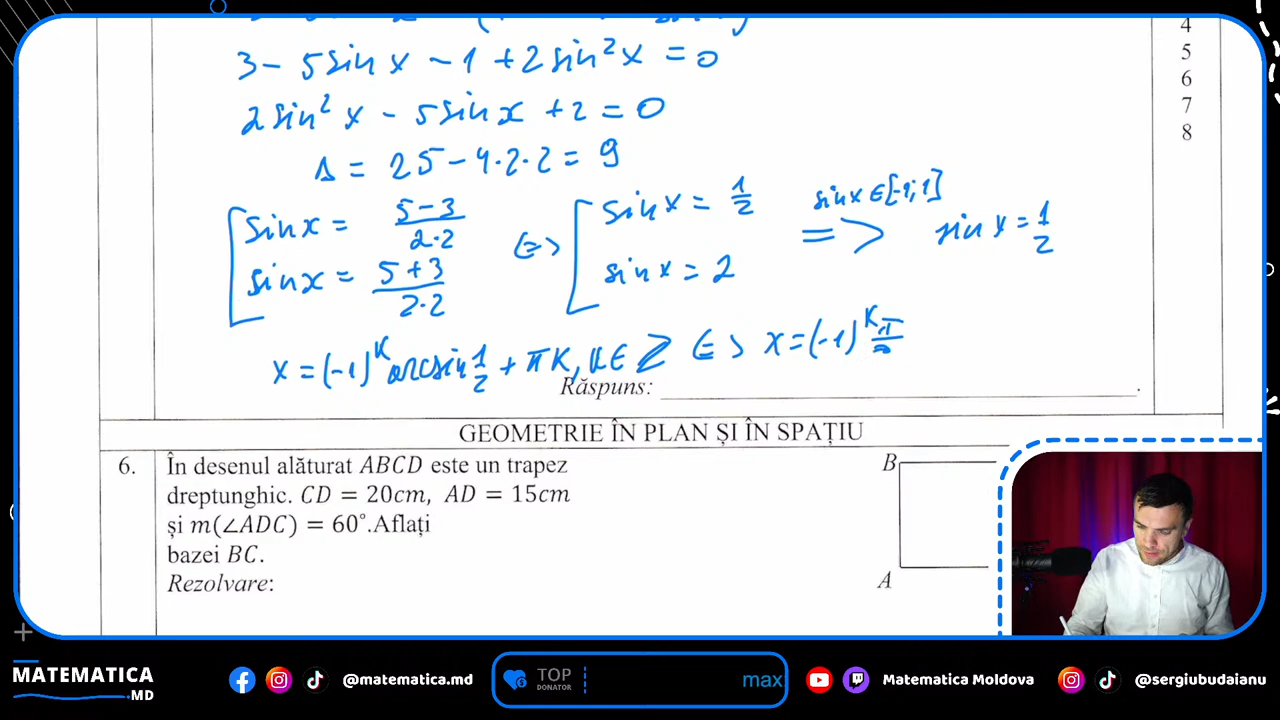 3 - 5sin x - 1 + 2sin² x = 0
2sin² x - 5sin x + 2 = 0
Δ = 25 - 4·2·2 = 9
sin x = (5-3)/(2·2) ⇔ sin x = 1/2 sin x ∈ [-1; 1] => sin x = 1/2
sin x = (5+3)/(2·2) sin x = 2
x = (-1)^K arcsin 1/2 + πK, K ∈ Z ⇔ x = (-1)^K π
Răspuns:
4
5
6
7
8
GEOMETRIE ÎN PLAN ȘI ÎN SPAȚIU
6. În desenul alăturat ABCD este un trapez
dreptunghic. CD = 20cm, AD = 15cm
și m(∠ADC) = 60°.Aflați
bazei BC.
Rezolvare:
B
A
MATEMATICA
.MD
@matematica.md
TOP
DONATOR
max
Matematica Moldova
@sergiubudaianu